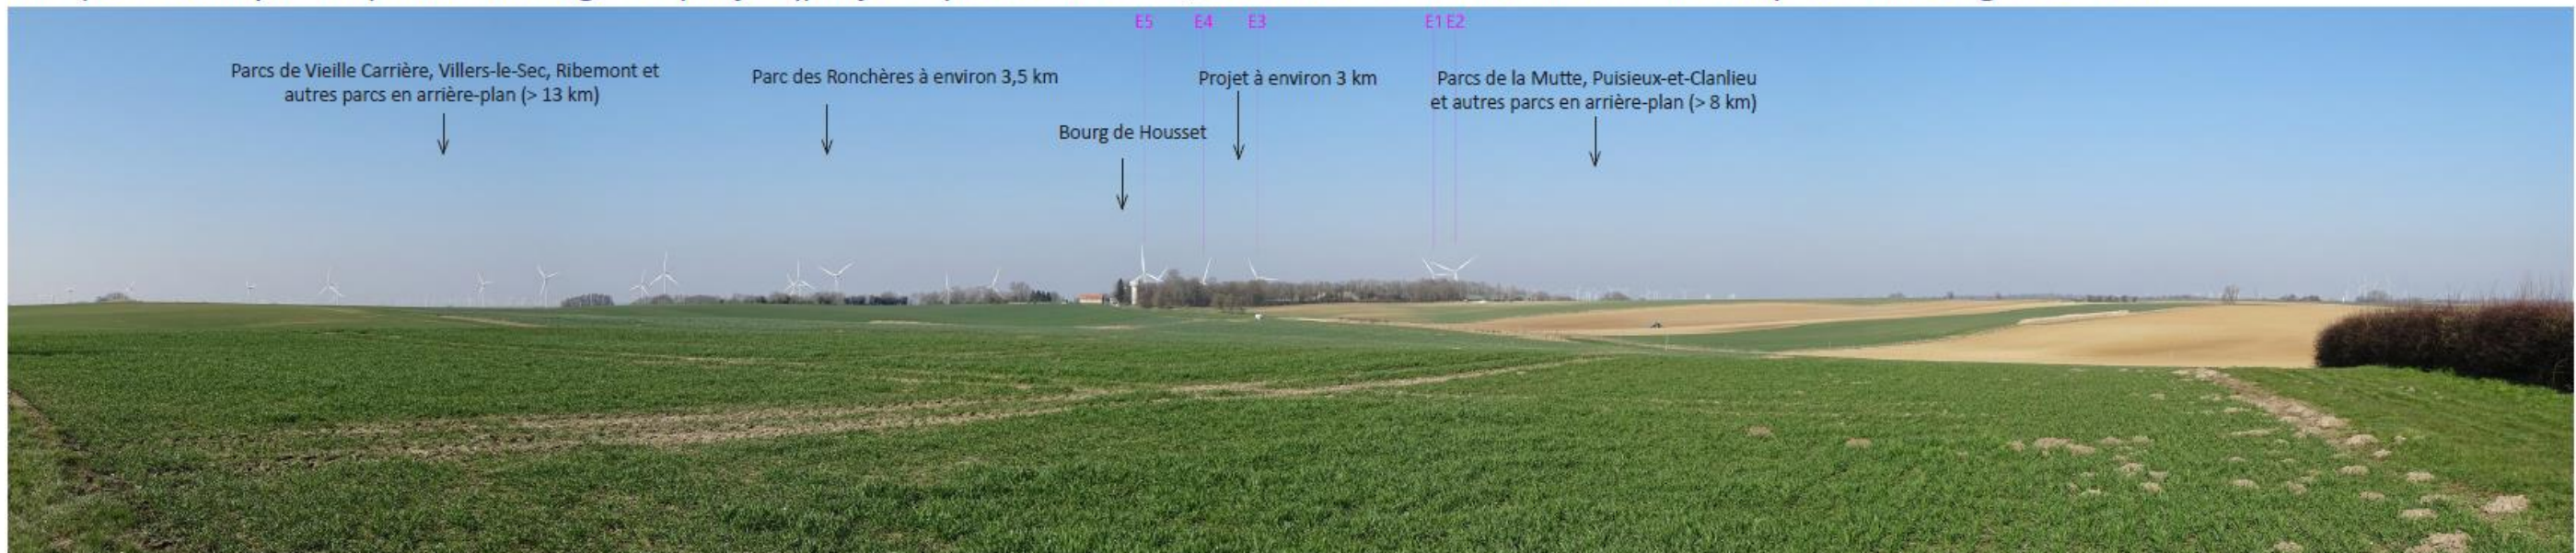 E5 E4 E3 E1 E2
Parcs de Vieille Carrière, Villers-le-Sec, Ribemont et
autres parcs en arrière-plan (> 13 km)
Parc des Ronchères à environ 3,5 km
Bourg de Housset
Projet à environ 3 km
Parcs de la Mutte, Puisieux-et-Clanlieu
et autres parcs en arrière-plan (> 8 km)